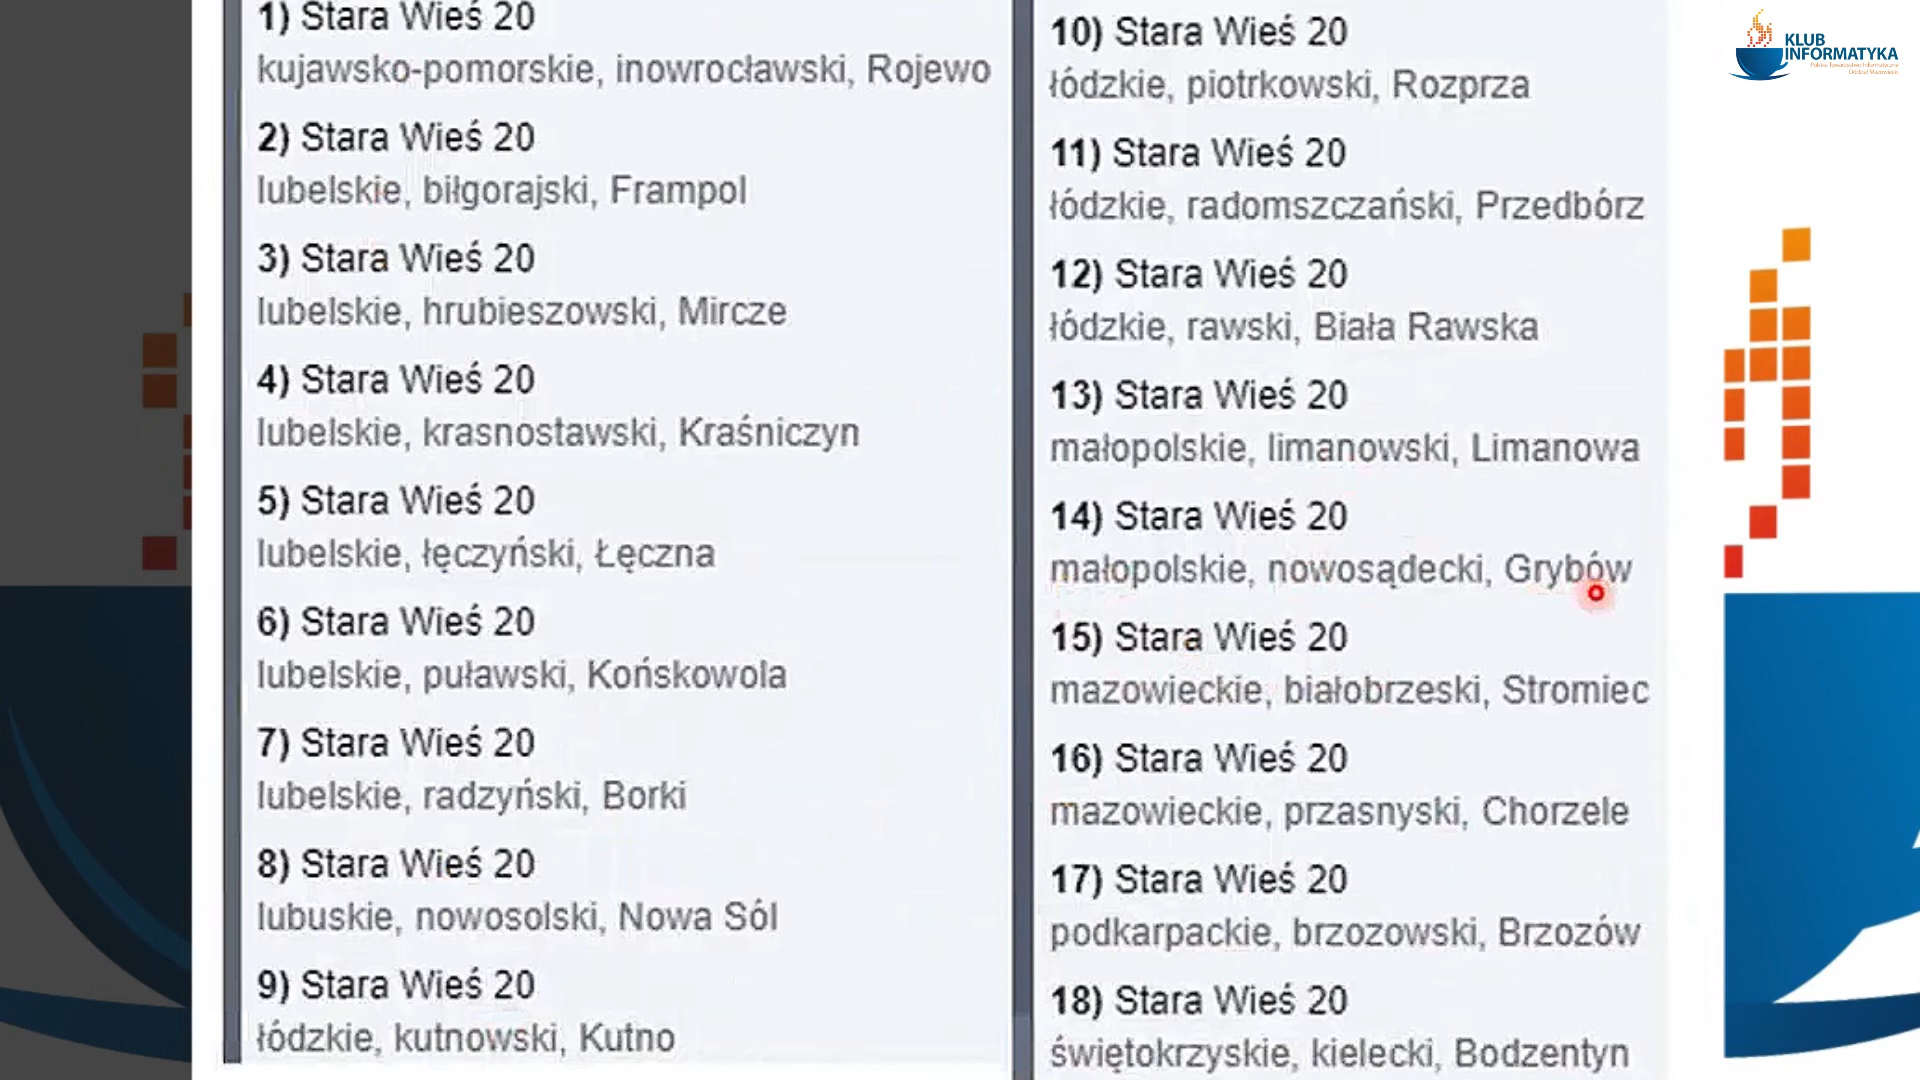 1) Stara Wieś 20
kujawsko-pomorskie, inowrocławski, Rojewo
2) Stara Wieś 20
lubelskie, biłgorajski, Frampol
3) Stara Wieś 20
lubelskie, hrubieszowski, Mircze
4) Stara Wieś 20
lubelskie, krasnostawski, Kraśniczyn
5) Stara Wieś 20
lubelskie, łęczyński, Łęczna
6) Stara Wieś 20
lubelskie, puławski, Końskowola
7) Stara Wieś 20
lubelskie, radzyński, Borki
8) Stara Wieś 20
lubuskie, nowosolski, Nowa Sól
9) Stara Wieś 20
łódzkie, kutnowski, Kutno
10) Stara Wieś 20
łódzkie, piotrkowski, Rozprza
11) Stara Wieś 20
łódzkie, radomszczański, Przedbórz
12) Stara Wieś 20
łódzkie, rawski, Biała Rawska
13) Stara Wieś 20
małopolskie, limanowski, Limanowa
14) Stara Wieś 20
małopolskie, nowosądecki, Grybów
15) Stara Wieś 20
mazowieckie, białobrzeski, Stromiec
16) Stara Wieś 20
mazowieckie, przasnyski, Chorzele
17) Stara Wieś 20
podkarpackie, brzozowski, Brzozów
18) Stara Wieś 20
świętokrzyskie, kielecki, Bodzentyn
KLUB
INFORMATYKA
Polskie Towarzystwo Informatyczne
Oddział Mazowiecki